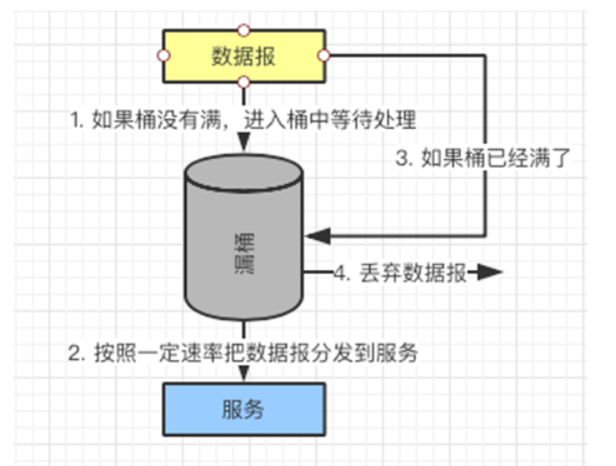 数据报
1. 如果桶没有满，进入桶中等待处理
3. 如果桶已经满了
漏桶
4. 丢弃数据报
2. 按照一定速率把数据报分发到服务
服务